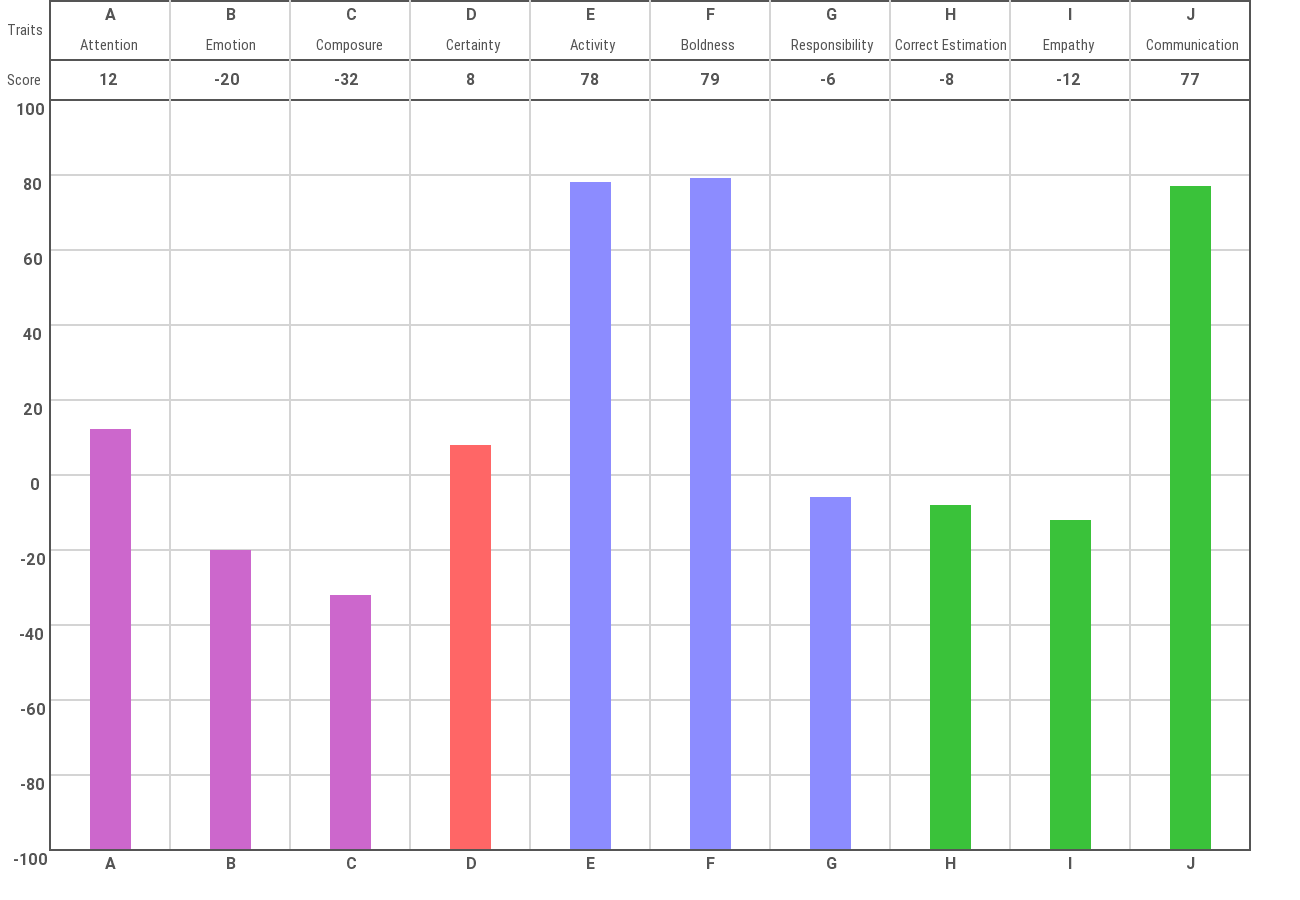 Traits A B C D E F G H I J
Attention Emotion Composure Certainty Activity Boldness Responsibility Correct Estimation Empathy Communication
Score 12 -20 -32 8 78 79 -6 -8 -12 77
100
80
60
40
20
0
-20
-40
-60
-80
-100
A B C D E F G H I J